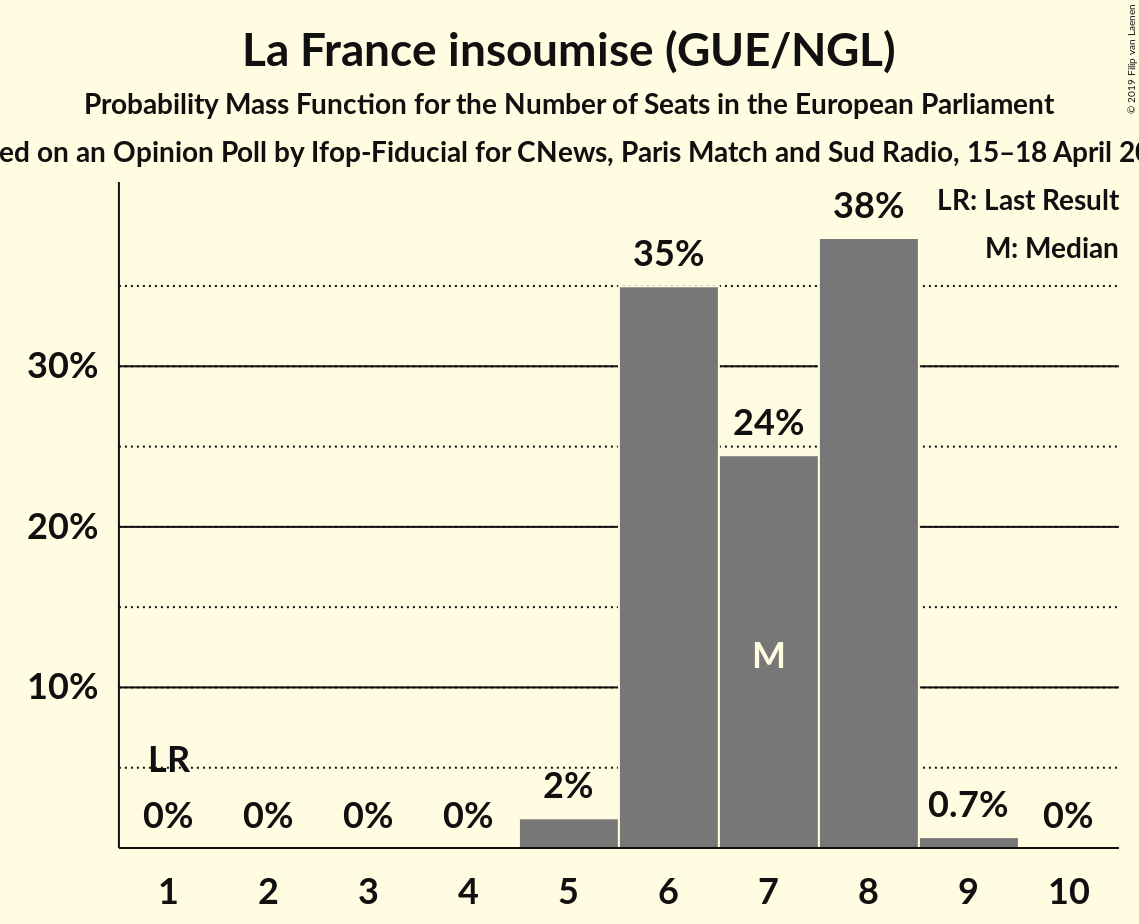 La France insoumise (GUE/NGL)
Probability Mass Function for the Number of Seats in the European Parliament
on an Opinion Poll by Ifop-Fiducial for CNews, Paris Match and Sud Radio, 15–18 April
© 2019 Filip van Laenen
LR: Last Result
M: Median
38%
35%
30%
24%
20%
M
10%
LR
2%
0.7%
0% 0% 0% 0% 0%
1 2 3 4 5 6 7 8 9 10